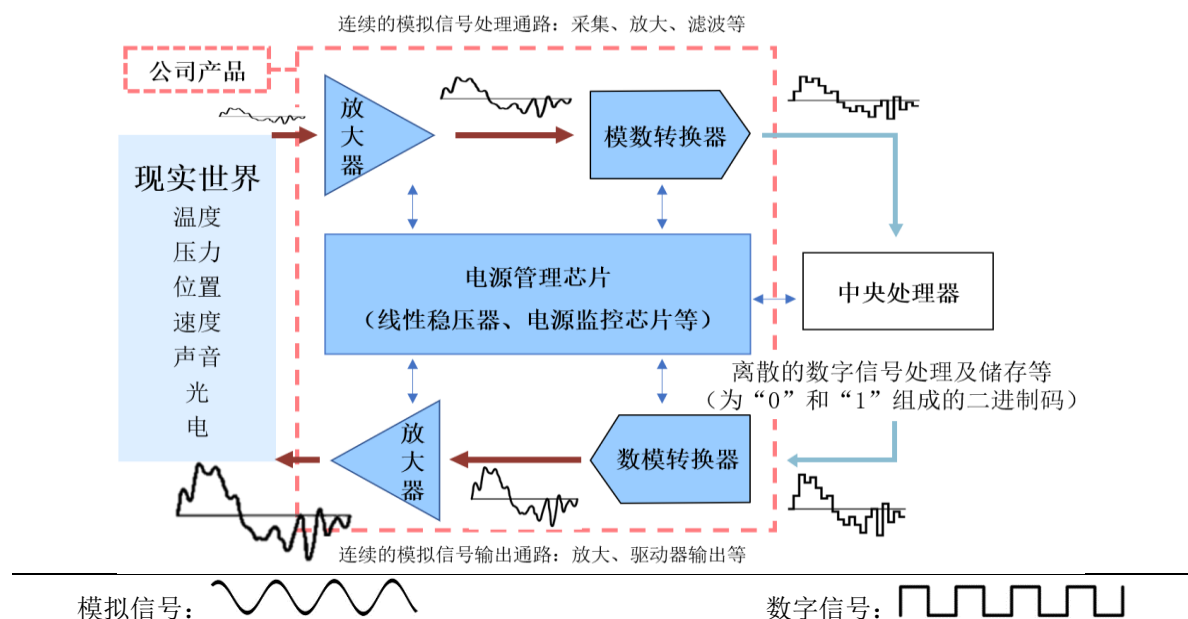 连续的模拟信号处理通路：采集、放大、滤波等
公司产品
放
大
器
模数转换器
现实世界
温度
压力
位置
速度
声音
光
电
电源管理芯片
（线性稳压器、电源监控芯片等）
中央处理器
离散的数字信号处理及储存等
（为“0”和“1”组成的二进制码）
放
大
器
数模转换器
连续的模拟信号输出通路：放大、驱动器输出等
模拟信号：
数字信号：